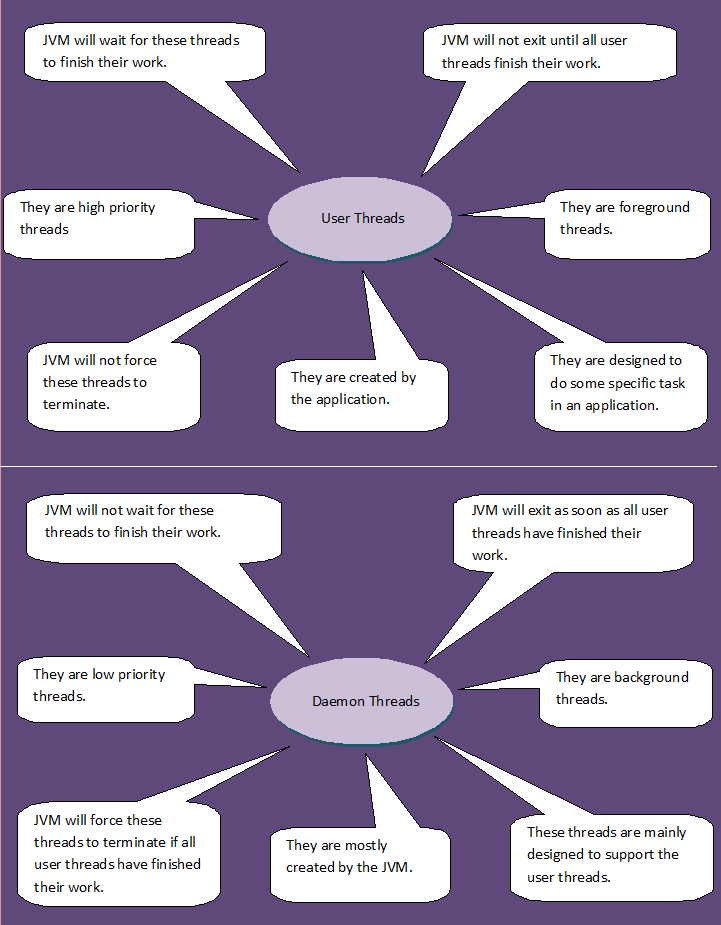 JVM will wait for these threads
to finish their work.
JVM will not exit until all user
threads finish their work.
They are high priority
threads
User Threads
They are foreground
threads.
JVM will not force
these threads to
terminate.
They are created by
the application.
They are designed to
do some specific task
in an application.
JVM will not wait for these
threads to finish their work.
JVM will exit as soon as all user
threads have finished their
work.
They are low priority
threads.
Daemon Threads
They are background
threads.
JVM will force these
threads to terminate if all
user threads have finished
their work.
They are mostly
created by the JVM.
These threads are mainly
designed to support the
user threads.